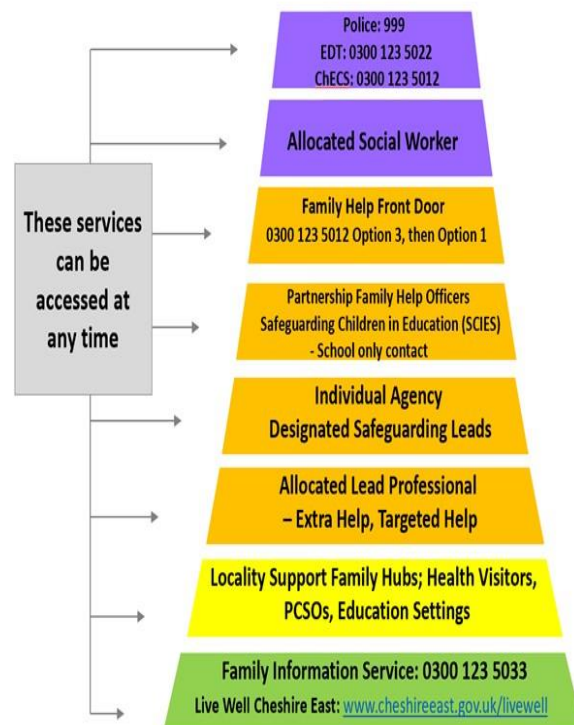 Police: 999
EDT: 0300 123 5022
ChECS: 0300 123 5012
Allocated Social Worker
These services
can be
accessed at
any time
Family Help Front Door
0300 123 5012 Option 3, then Option 1
Partnership Family Help Officers
Safeguarding Children in Education (SCIES)
- School only contact
Individual Agency
Designated Safeguarding Leads
Allocated Lead Professional
– Extra Help, Targeted Help
Locality Support Family Hubs; Health Visitors,
PCSOs, Education Settings
Family Information Service: 0300 123 5033
Live Well Cheshire East: www.cheshireeast.gov.uk/livewell